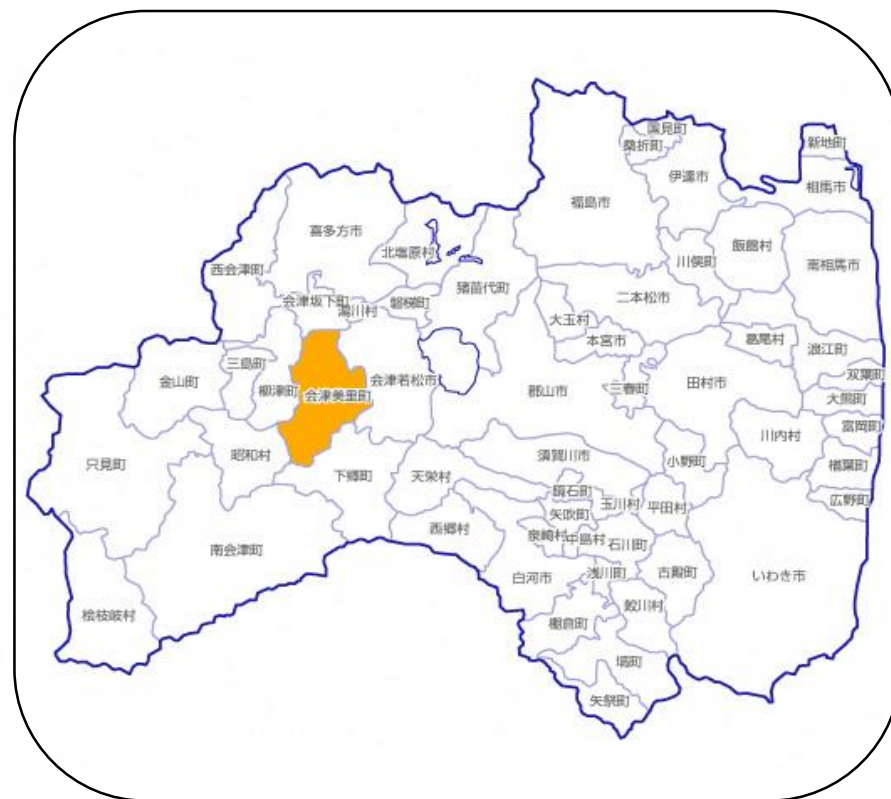 国見町
桑折町
新地町
伊達市
相馬市
福島市
喜多方市
飯館村
北塩原村
川俣町
南相馬市
西会津町
猪苗代町
二本松市
会津坂下町
磐梯町
湯川村
大玉村
本宮市
葛尾村
浪江町
三島町
双葉町
金山町
柳津町
会津若松市
郡山市
三春町
田村市
会津美里町
大熊町
富岡町
川内村
昭和村
須賀川市
小野町
只見町
下郷町
天栄村
楢葉町
鏡石町
玉川村
平田村
広野町
矢吹町
西郷村
泉崎村
中島村
石川町
南会津町
白河市
浅川町
古殿町
いわき市
鮫川村
桧枝岐村
棚倉町
塙町
矢祭町